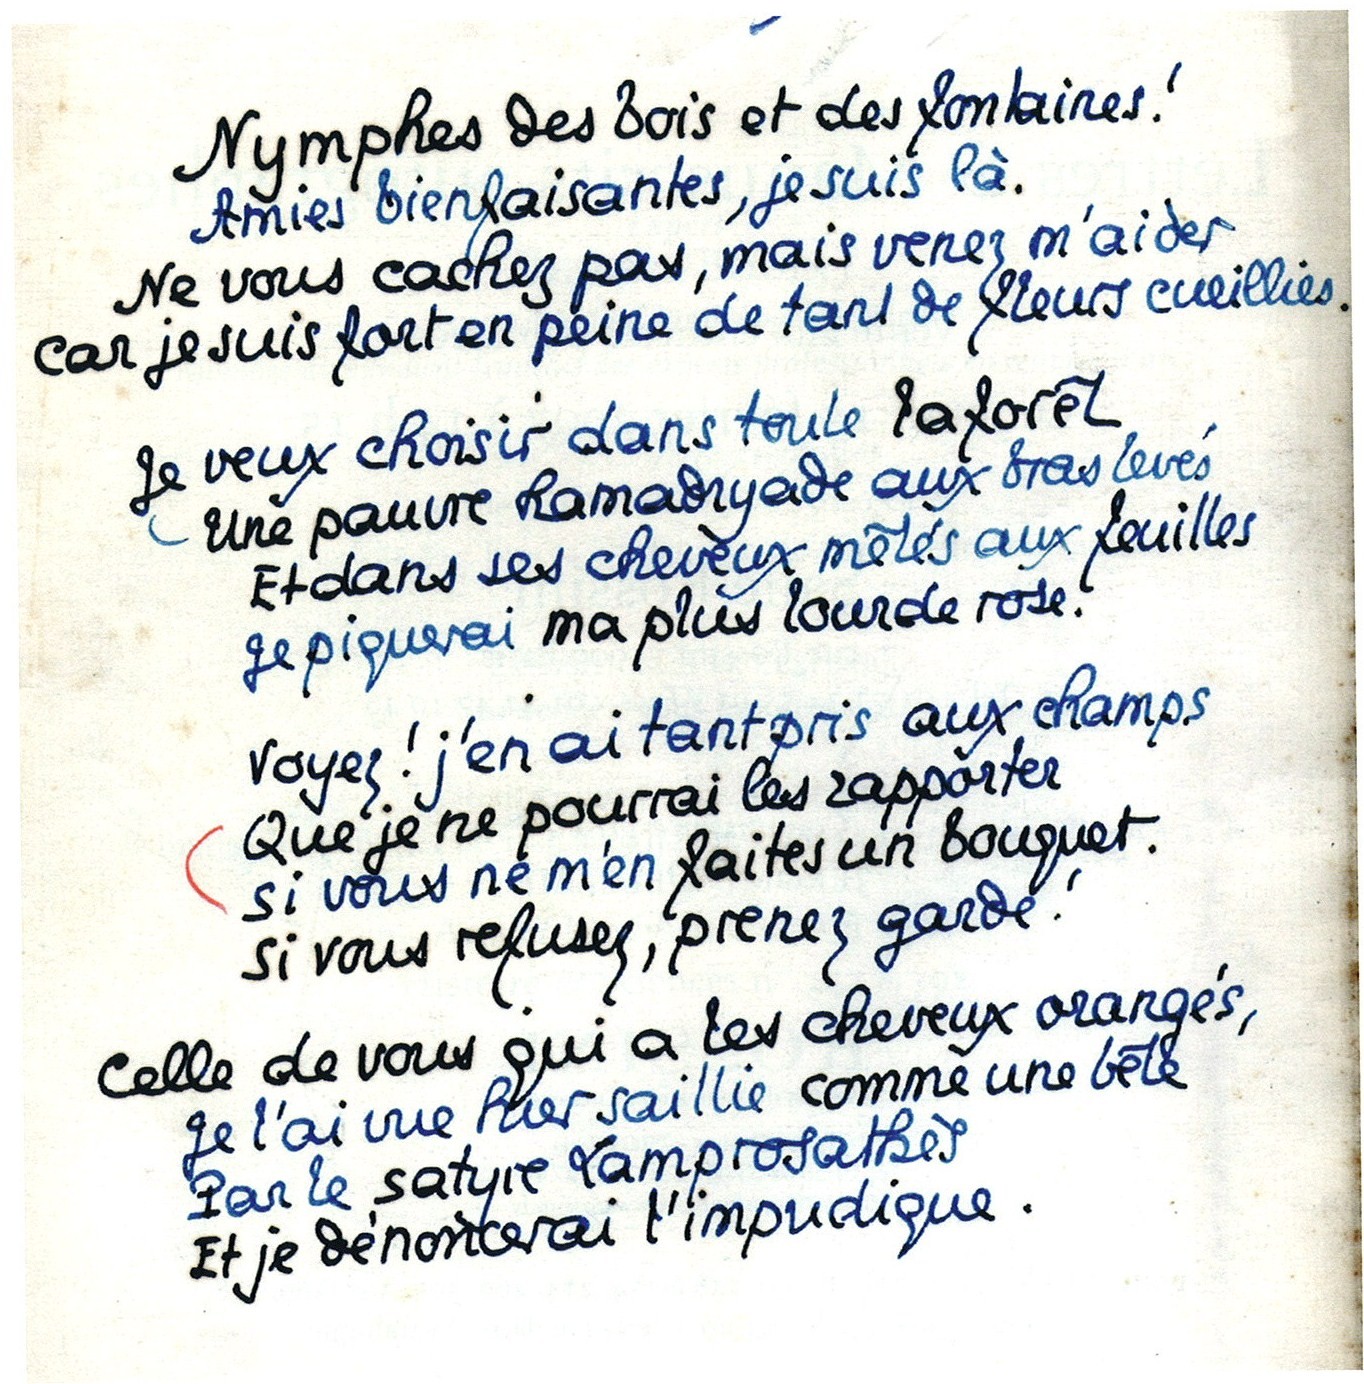 Nymphes des bois et des fontaines !
Amies bienfaisantes, je suis là.
Ne vous cachez pas, mais venez m'aider
car je suis fort en peine de tant de fleurs cueillies.
Je veux choisir dans toute la forêt
Une pauvre hamadryade aux bras levés
Et dans ses cheveux mêlés aux feuilles
je piquerai ma plus lourde rose.
Voyez ! j'en ai tant pris aux champs
Que je ne pourrai les rapporter
si vous ne m'en faites un bouquet.
Si vous refusez, prenez garde !
Celle de vous qui a les cheveux orangés,
Je l'ai vue hier saillie comme une bête
Par le satyre Lamprosathès
Et je dénoncerai l'impudique.